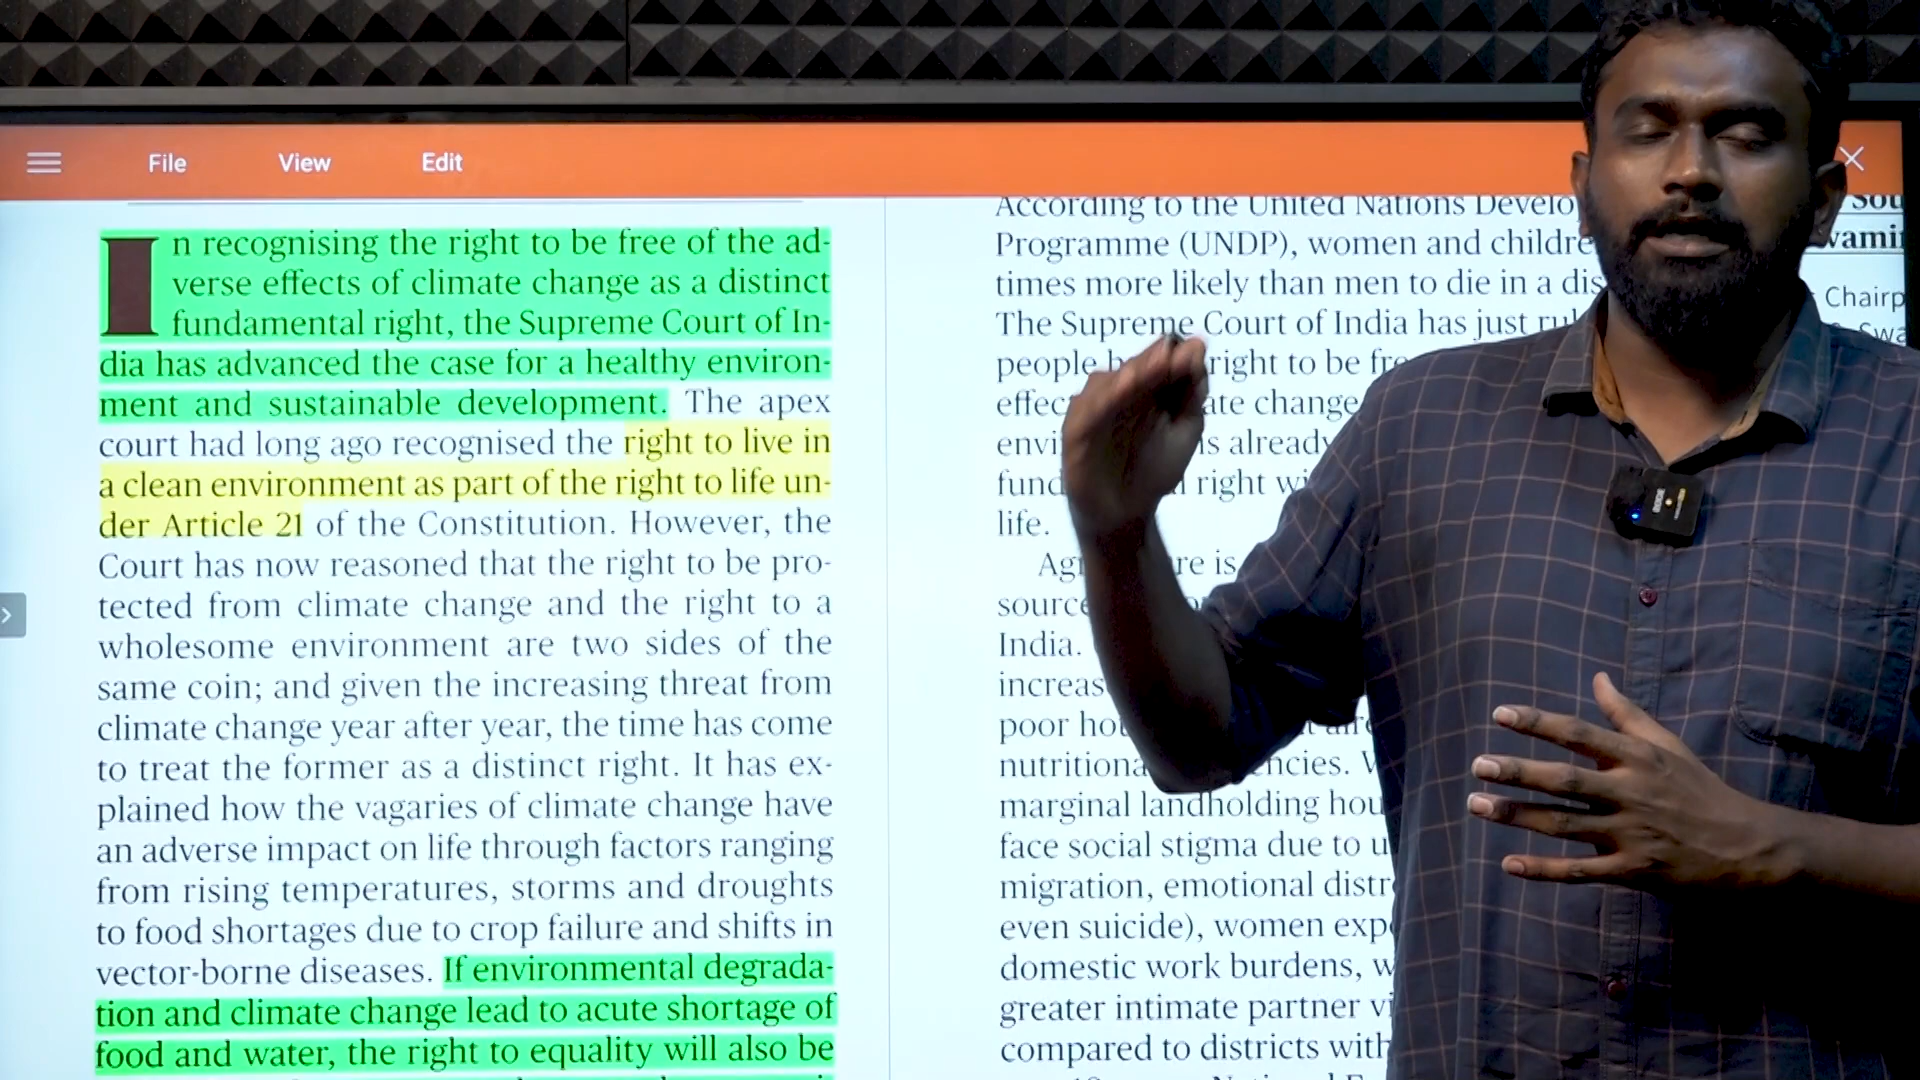 File View Edit
In recognising the right to be free of the ad-
verse effects of climate change as a distinct
fundamental right, the Supreme Court of In-
dia has advanced the case for a healthy environ-
ment and sustainable development. The apex
court had long ago recognised the right to live in
a clean environment as part of the right to life un-
der Article 21 of the Constitution. However, the
Court has now reasoned that the right to be pro-
tected from climate change and the right to a
wholesome environment are two sides of the
same coin; and given the increasing threat from
climate change year after year, the time has come
to treat the former as a distinct right. It has ex-
plained how the vagaries of climate change have
an adverse impact on life through factors ranging
from rising temperatures, storms and droughts
to food shortages due to crop failure and shifts in
vector-borne diseases. If environmental degrada-
tion and climate change lead to acute shortage of
food and water, the right to equality will also be
According to the United Nations Develo
Programme (UNDP), women and childre
times more likely than men to die in a dis
The Supreme Court of India has just rul
people right to be fre
effec ate change
envi is already
fund right wi
life.
Agr re is
source
India.
increas
poor hou
nutritiona ncies. W
marginal landholding hou
face social stigma due to u
migration, emotional distr
even suicide), women expe
domestic work burdens, w
greater intimate partner vi
compared to districts with
Sou
wami
Chairp
Swa